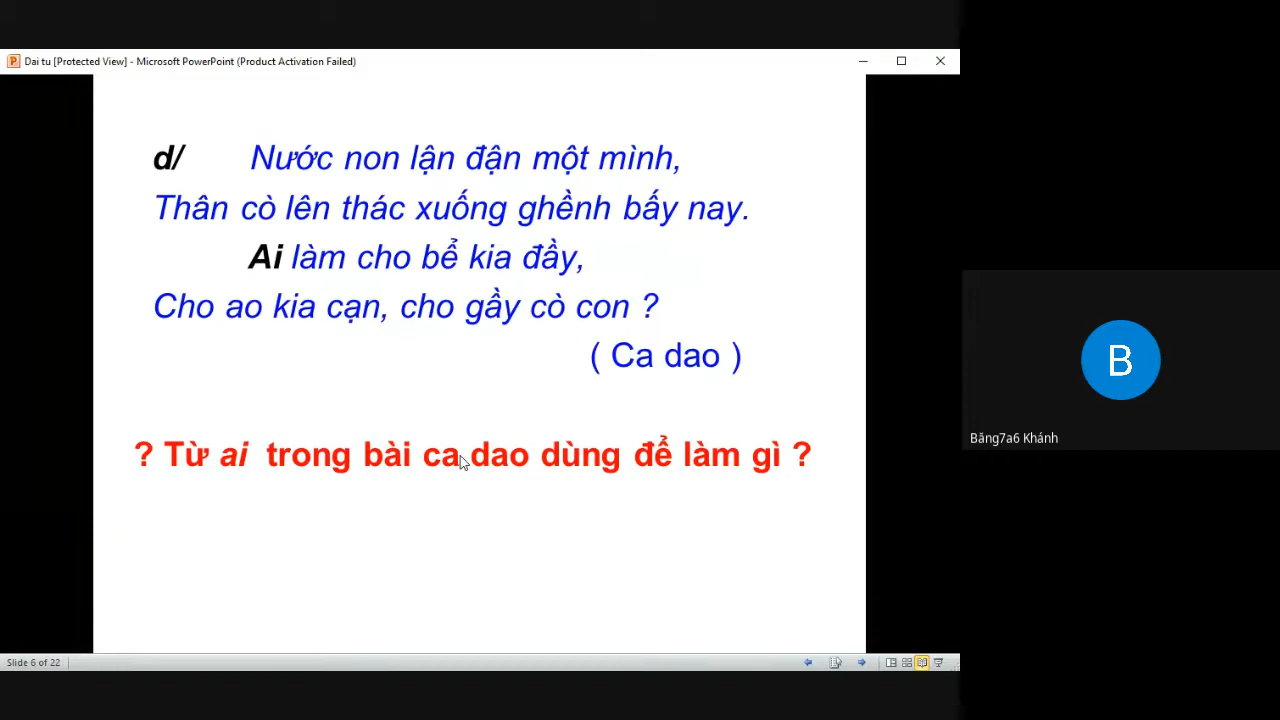 Dai tu [Protected View] - Microsoft PowerPoint (Product Activation Failed)
d/ Nước non lận đận một mình,
Thân cò lên thác xuống ghềnh bấy nay.
Ai làm cho bể kia đầy,
Cho ao kia cạn, cho gầy cò con ?
( Ca dao )
? Từ ai trong bài ca dao dùng để làm gì ?
B
Băng7a6 Khánh
Slide 6 of 22